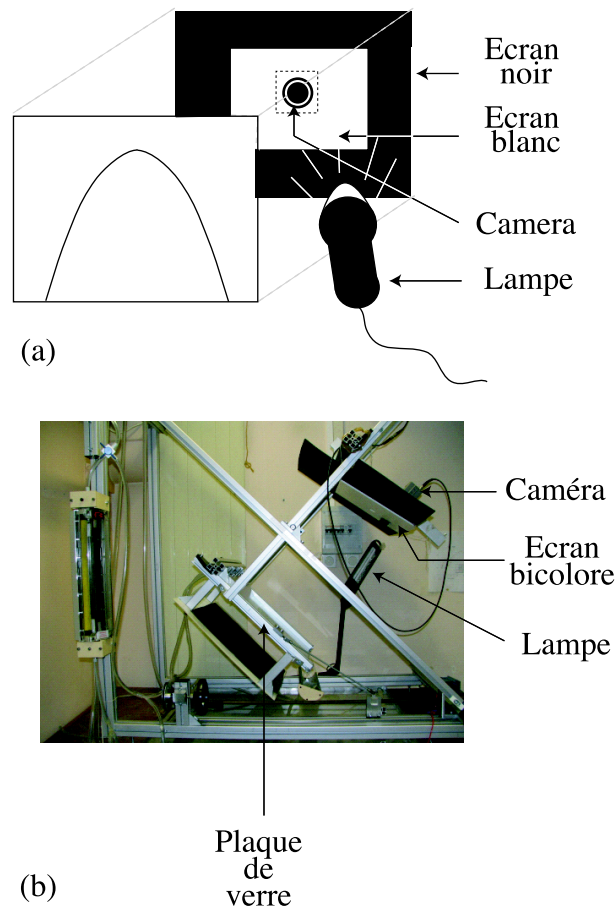 Ecran
noir
Ecran
blanc
Camera
Lampe
(a)
Caméra
Ecran
bicolore
Lampe
Plaque
de
verre
(b)